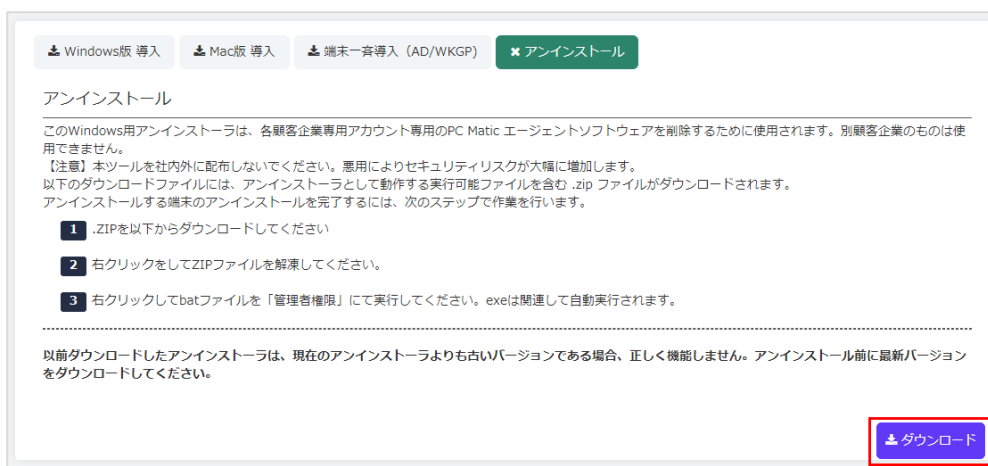 Windows版 導入
Mac版 導入
端末一斉導入（AD/WKGP）
アンインストール
アンインストール
このWindows用アンインストーラは、各顧客企業専用アカウント専用のPC Matic エージェントソフトウェアを削除するために使用されます。別顧客企業のものは使
用できません。
【注意】本ツールを社内外に配布しないでください。悪用によりセキュリティリスクが大幅に増加します。
以下のダウンロードファイルには、アンインストーラとして動作する実行可能ファイルを含む .zip ファイルがダウンロードされます。
アンインストールする端末のアンインストールを完了するには、次のステップで作業を行います。
1 .ZIPを以下からダウンロードしてください
2 右クリックをしてZIPファイルを解凍してください。
3 右クリックしてbatファイルを「管理者権限」にて実行してください。exeは関連して自動実行されます。
以前ダウンロードしたアンインストーラは、現在のアンインストーラよりも古いバージョンである場合、正しく機能しません。アンインストール前に最新バージョン
をダウンロードしてください。
ダウンロード